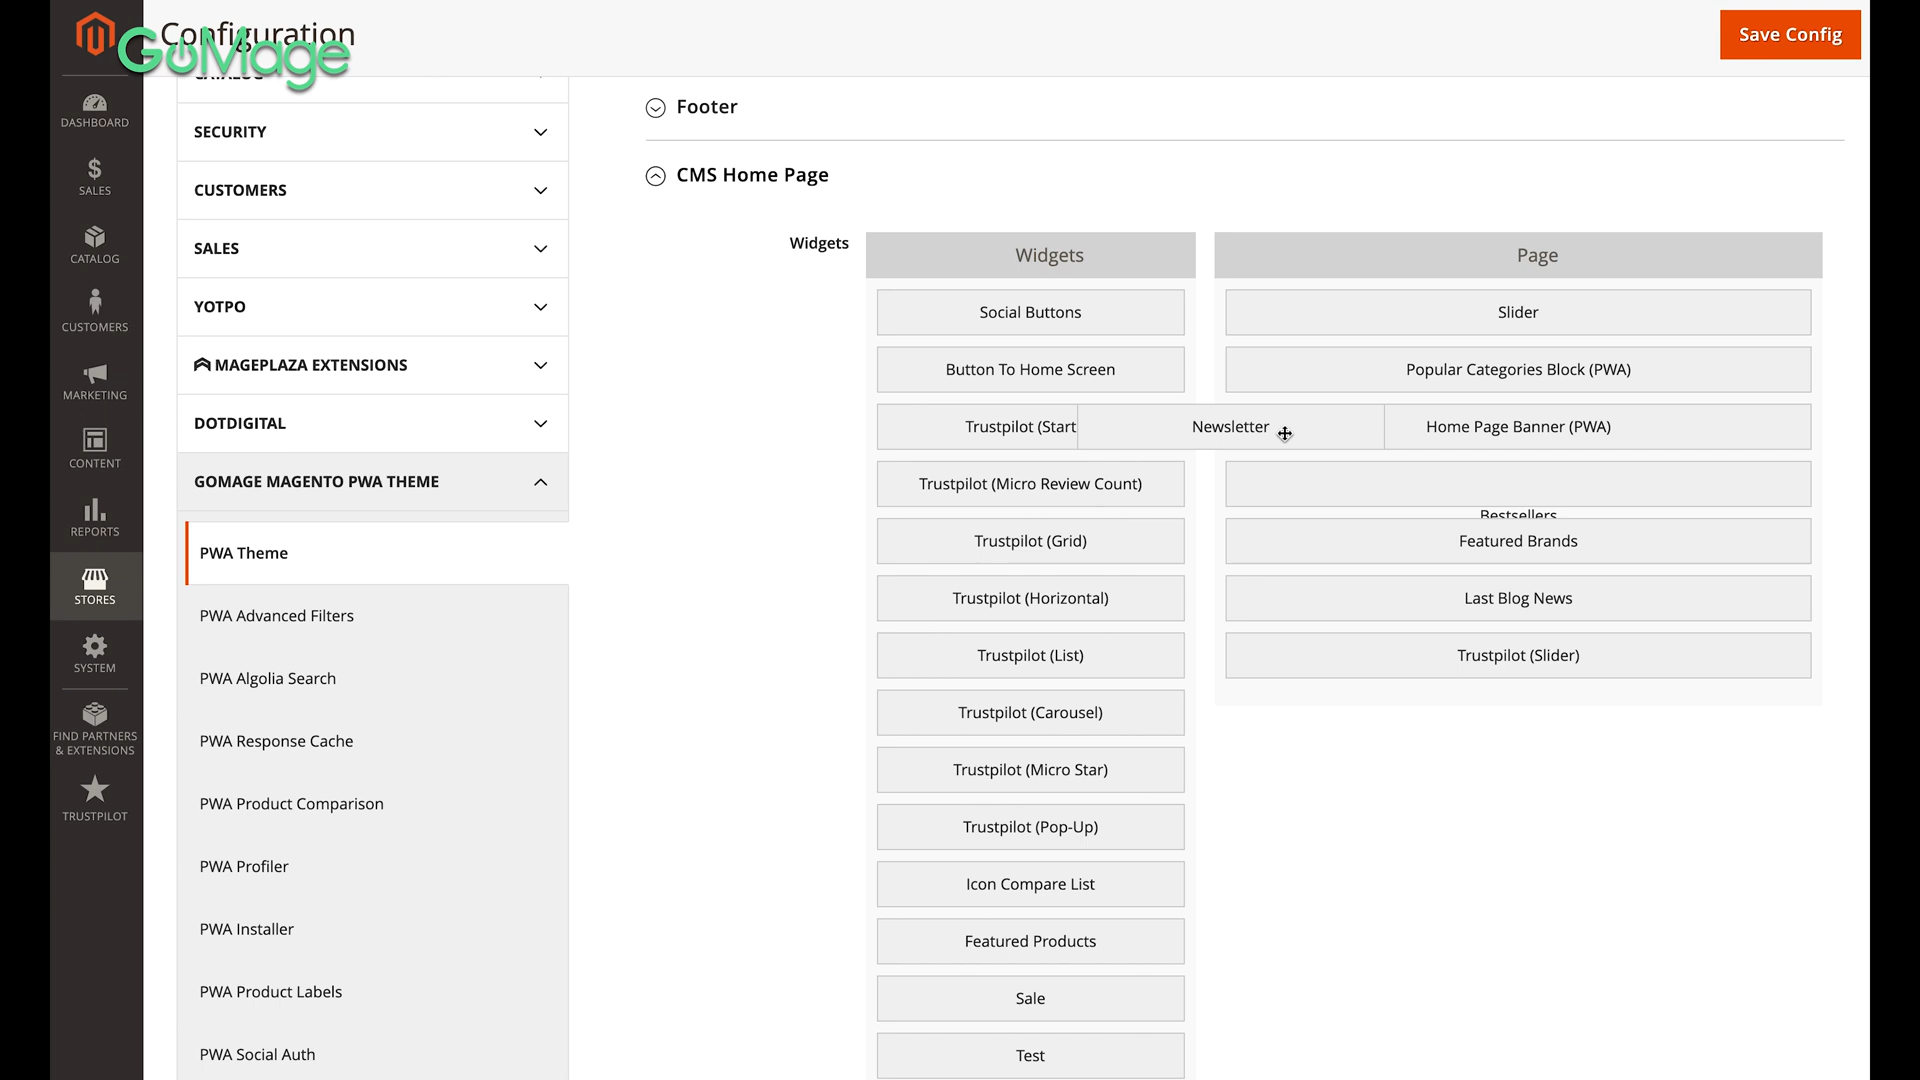 Configuration
GoMage
Save Config
DASHBOARD
SALES
CATALOG
CUSTOMERS
MARKETING
CONTENT
REPORTS
STORES
SYSTEM
FIND PARTNERS
& EXTENSIONS
TRUSTPILOT
CATALOG
SECURITY
CUSTOMERS
SALES
YOTPO
MAGEPLAZA EXTENSIONS
DOTDIGITAL
GOMAGE MAGENTO PWA THEME
PWA Theme
PWA Advanced Filters
PWA Algolia Search
PWA Response Cache
PWA Product Comparison
PWA Profiler
PWA Installer
PWA Product Labels
PWA Social Auth
Footer
CMS Home Page
Widgets
Widgets
Social Buttons
Button To Home Screen
Trustpilot (Start
Newsletter
Trustpilot (Micro Review Count)
Trustpilot (Grid)
Trustpilot (Horizontal)
Trustpilot (List)
Trustpilot (Carousel)
Trustpilot (Micro Star)
Trustpilot (Pop-Up)
Icon Compare List
Featured Products
Sale
Test
Page
Slider
Popular Categories Block (PWA)
Home Page Banner (PWA)
Bestsellers
Featured Brands
Last Blog News
Trustpilot (Slider)